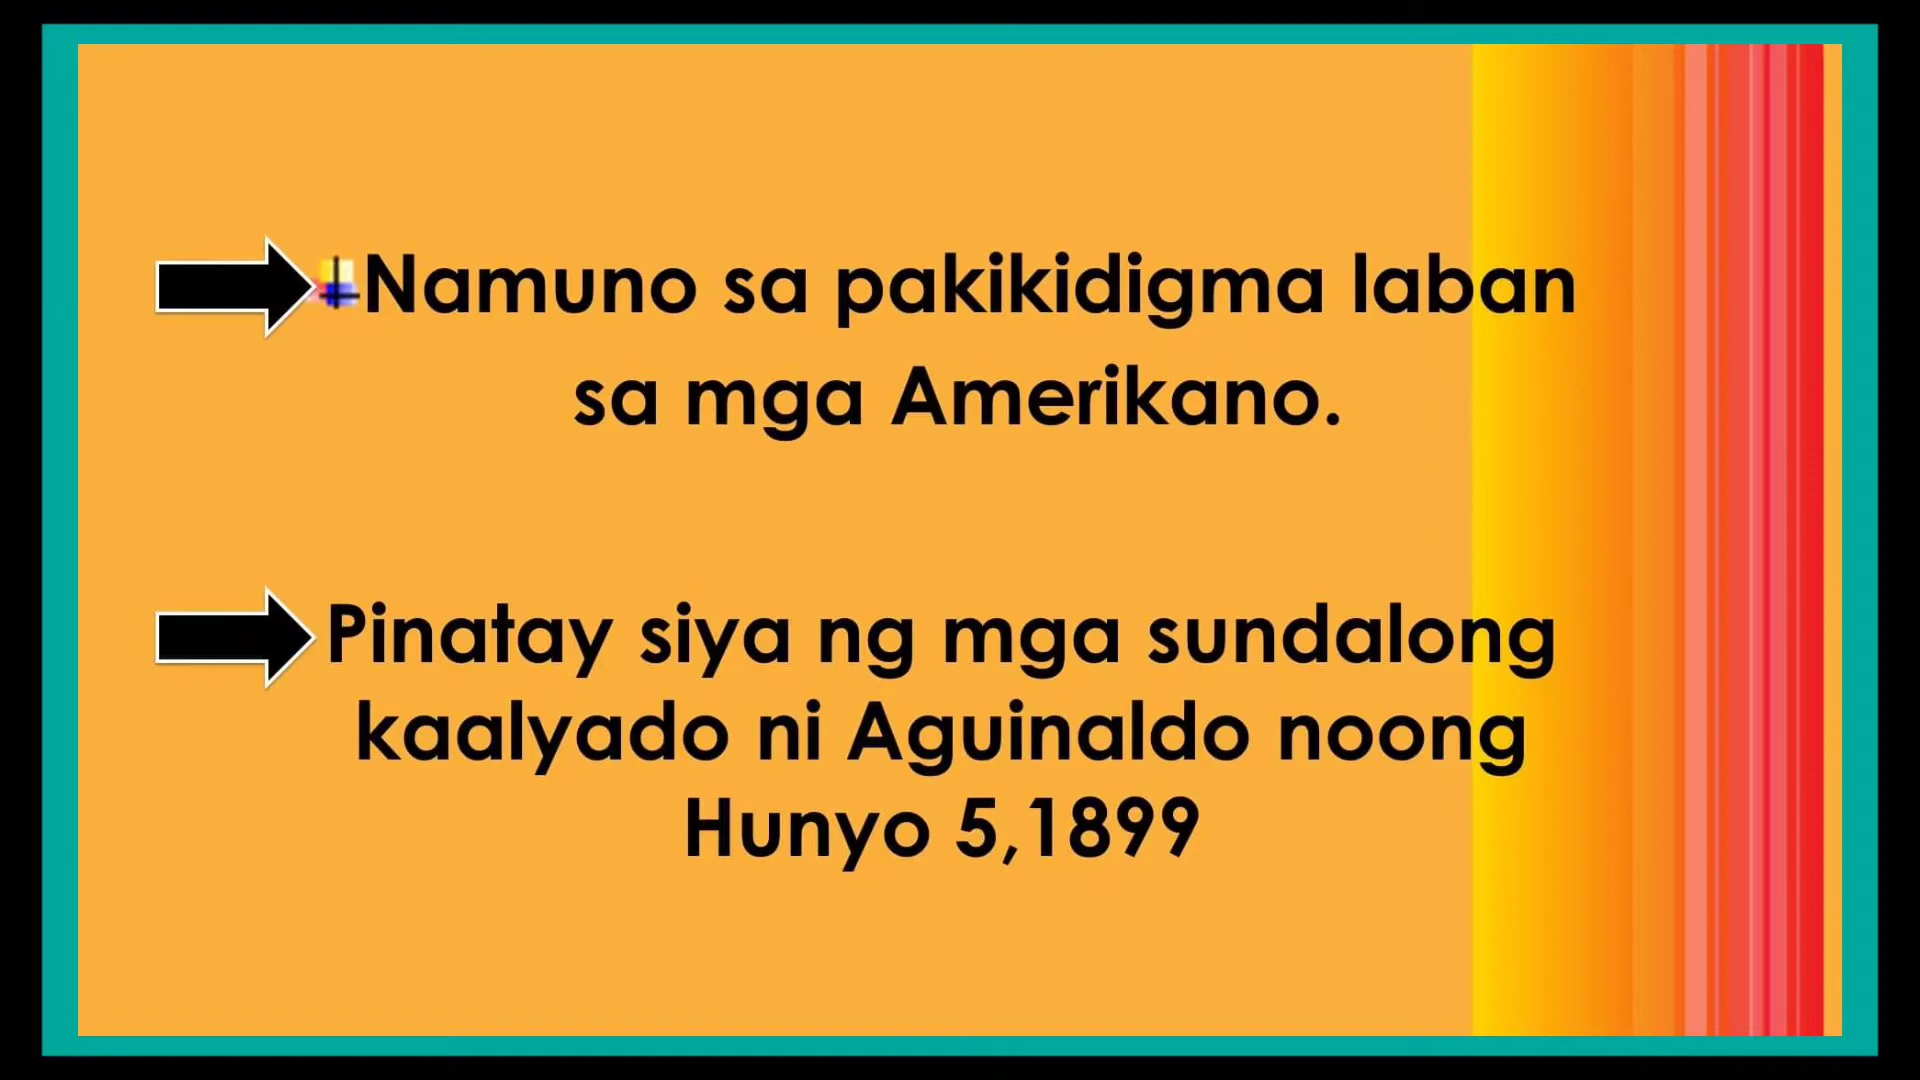 Namuno sa pakikidigma laban
sa mga Amerikano.
Pinatay siya ng mga sundalong
kaalyado ni Aguinaldo noong
Hunyo 5,1899